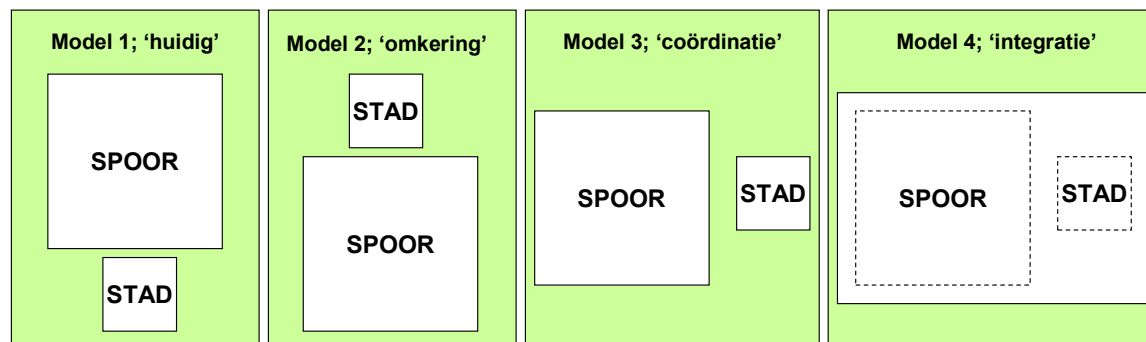 Model 1; ‘huidig’
SPOOR
STAD
Model 2; ‘omkering’
STAD
SPOOR
Model 3; ‘coördinatie’
SPOOR
STAD
Model 4; ‘integratie’
SPOOR
STAD